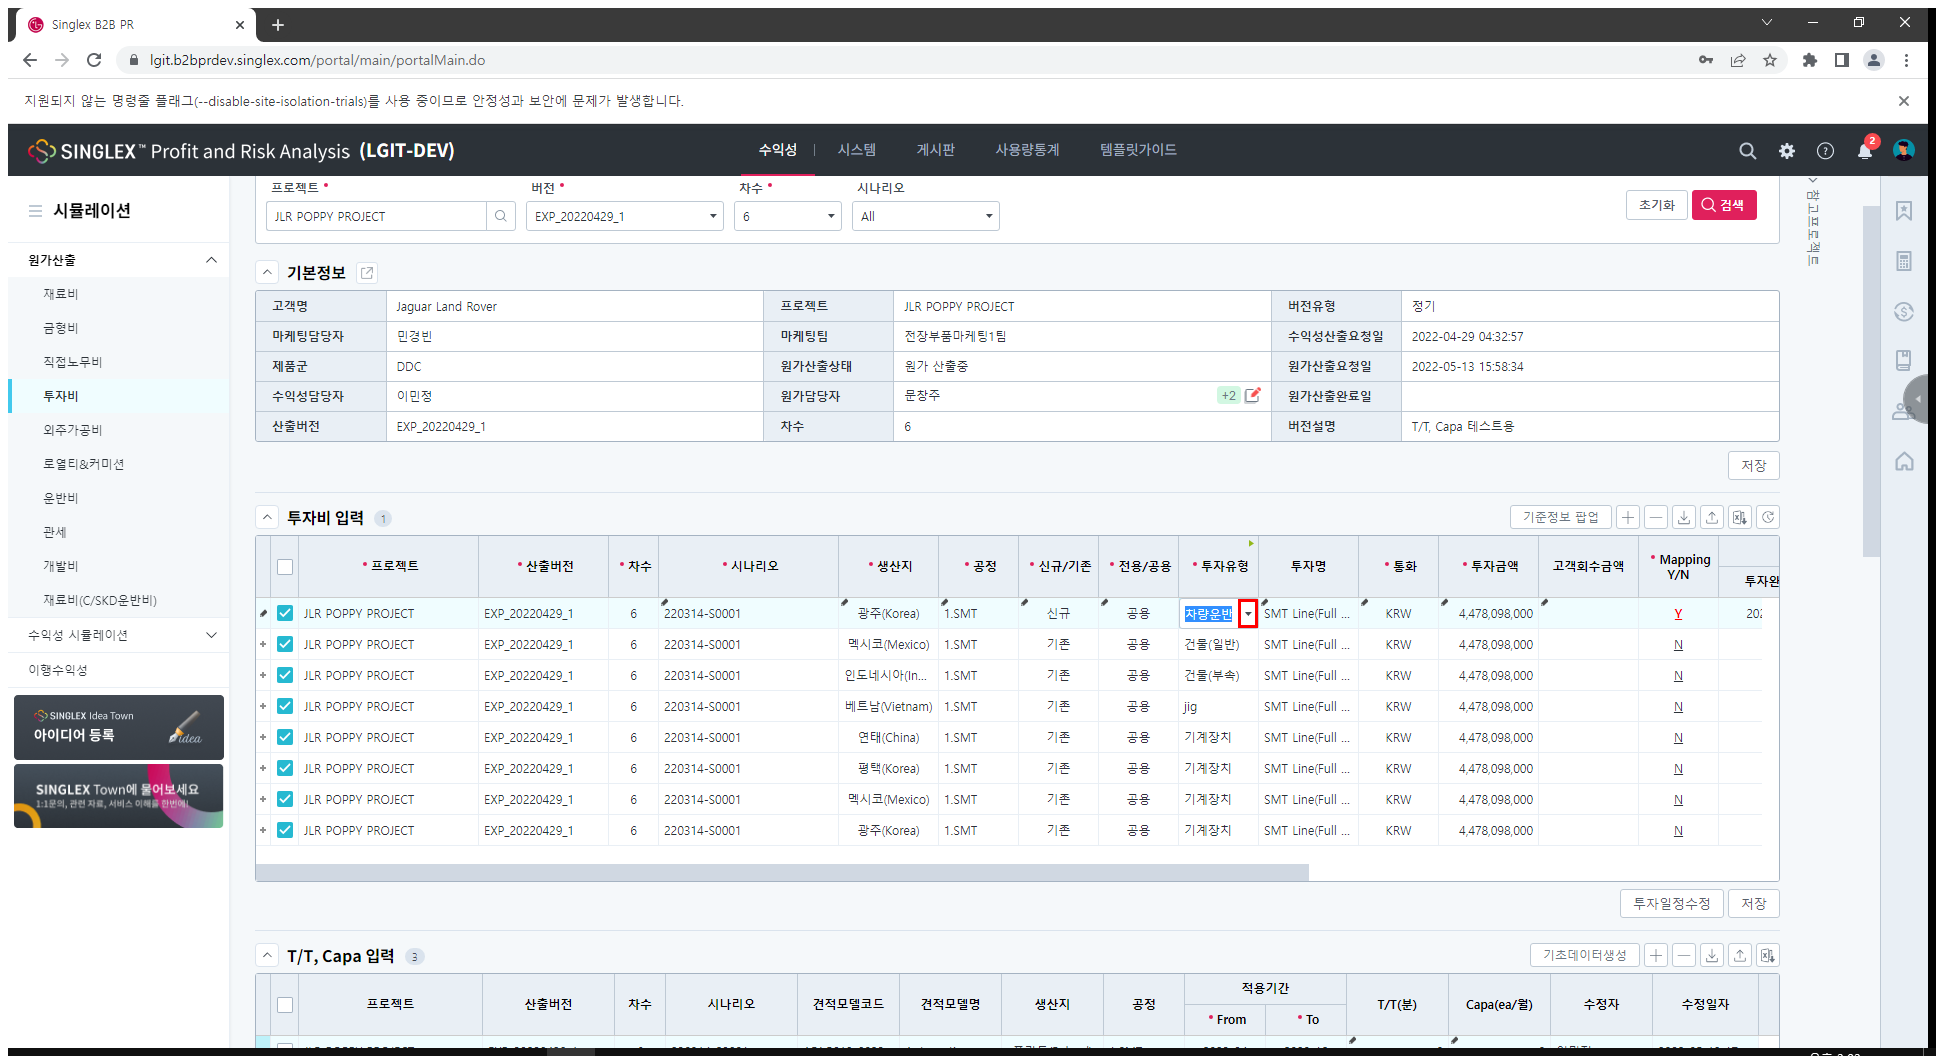 Singlex B2B PR
lgit.b2bprdev.singlex.com/portal/main/portalMain.do
지원되지 않는 명령줄 플래그(--disable-site-isolation-trials)를 사용 중이므로 안정성과 보안에 문제가 발생합니다.
SINGLEX™ Profit and Risk Analysis (LGIT-DEV)
수익성 시스템 게시판 사용량통계 템플릿가이드
2
시뮬레이션
원가산출
재료비
금형비
직접노무비
투자비
외주가공비
로열티&커미션
운반비
관세
개발비
재료비(C/SKD운반비)
수익성 시뮬레이션
이행수익성
SINGLEX Idea Town
아이디어 등록
idea
SINGLEX Town에 물어보세요
1:1문의, 관련 자료, 서비스 이해를 한번에!
프로젝트 * 버전 * 차수 * 시나리오
JLR POPPY PROJECT EXP_20220429_1 6 All
초기화 검색
참고프로젝트
기본정보
고객명 Jaguar Land Rover 프로젝트 JLR POPPY PROJECT 버전유형 정기
마케팅담당자 민경빈 마케팅팀 전장부품마케팅1팀 수익성산출요청일 2022-04-29 04:32:57
제품군 DDC 원가산출상태 원가 산출중 원가산출요청일 2022-05-13 15:58:34
수익성담당자 이민정 원가담당자 문창주 +2 원가산출완료일
산출버전 EXP_20220429_1 차수 6 버전설명 T/T, Capa 테스트용
저장
투자비 입력 1
기준정보 팝업
* 프로젝트 * 산출버전 * 차수 * 시나리오 * 생산지 * 공정 * 신규/기존 * 전용/공용 * 투자유형 투자명 * 통화 * 투자금액 고객회수금액 * Mapping Y/N 투자완
JLR POPPY PROJECT EXP_20220429_1 6 220314-S0001 광주(Korea) 1.SMT 신규 공용 차량운반 SMT Line(Full ... KRW 4,478,098,000 Y 202
JLR POPPY PROJECT EXP_20220429_1 6 220314-S0001 멕시코(Mexico) 1.SMT 기존 공용 건물(일반) SMT Line(Full ... KRW 4,478,098,000 N
JLR POPPY PROJECT EXP_20220429_1 6 220314-S0001 인도네시아(In... 1.SMT 기존 공용 건물(부속) SMT Line(Full ... KRW 4,478,098,000 N
JLR POPPY PROJECT EXP_20220429_1 6 220314-S0001 베트남(Vietnam) 1.SMT 기존 공용 jig SMT Line(Full ... KRW 4,478,098,000 N
JLR POPPY PROJECT EXP_20220429_1 6 220314-S0001 연태(China) 1.SMT 기존 공용 기계장치 SMT Line(Full ... KRW 4,478,098,000 N
JLR POPPY PROJECT EXP_20220429_1 6 220314-S0001 평택(Korea) 1.SMT 기존 공용 기계장치 SMT Line(Full ... KRW 4,478,098,000 N
JLR POPPY PROJECT EXP_20220429_1 6 220314-S0001 멕시코(Mexico) 1.SMT 기존 공용 기계장치 SMT Line(Full ... KRW 4,478,098,000 N
JLR POPPY PROJECT EXP_20220429_1 6 220314-S0001 광주(Korea) 1.SMT 기존 공용 기계장치 SMT Line(Full ... KRW 4,478,098,000 N
투자일정수정 저장
T/T, Capa 입력 3
기초데이터생성
프로젝트 산출버전 차수 시나리오 견적모델코드 견적모델명 생산지 공정 적용기간 T/T(분) Capa(ea/월) 수정자 수정일자
* From * To